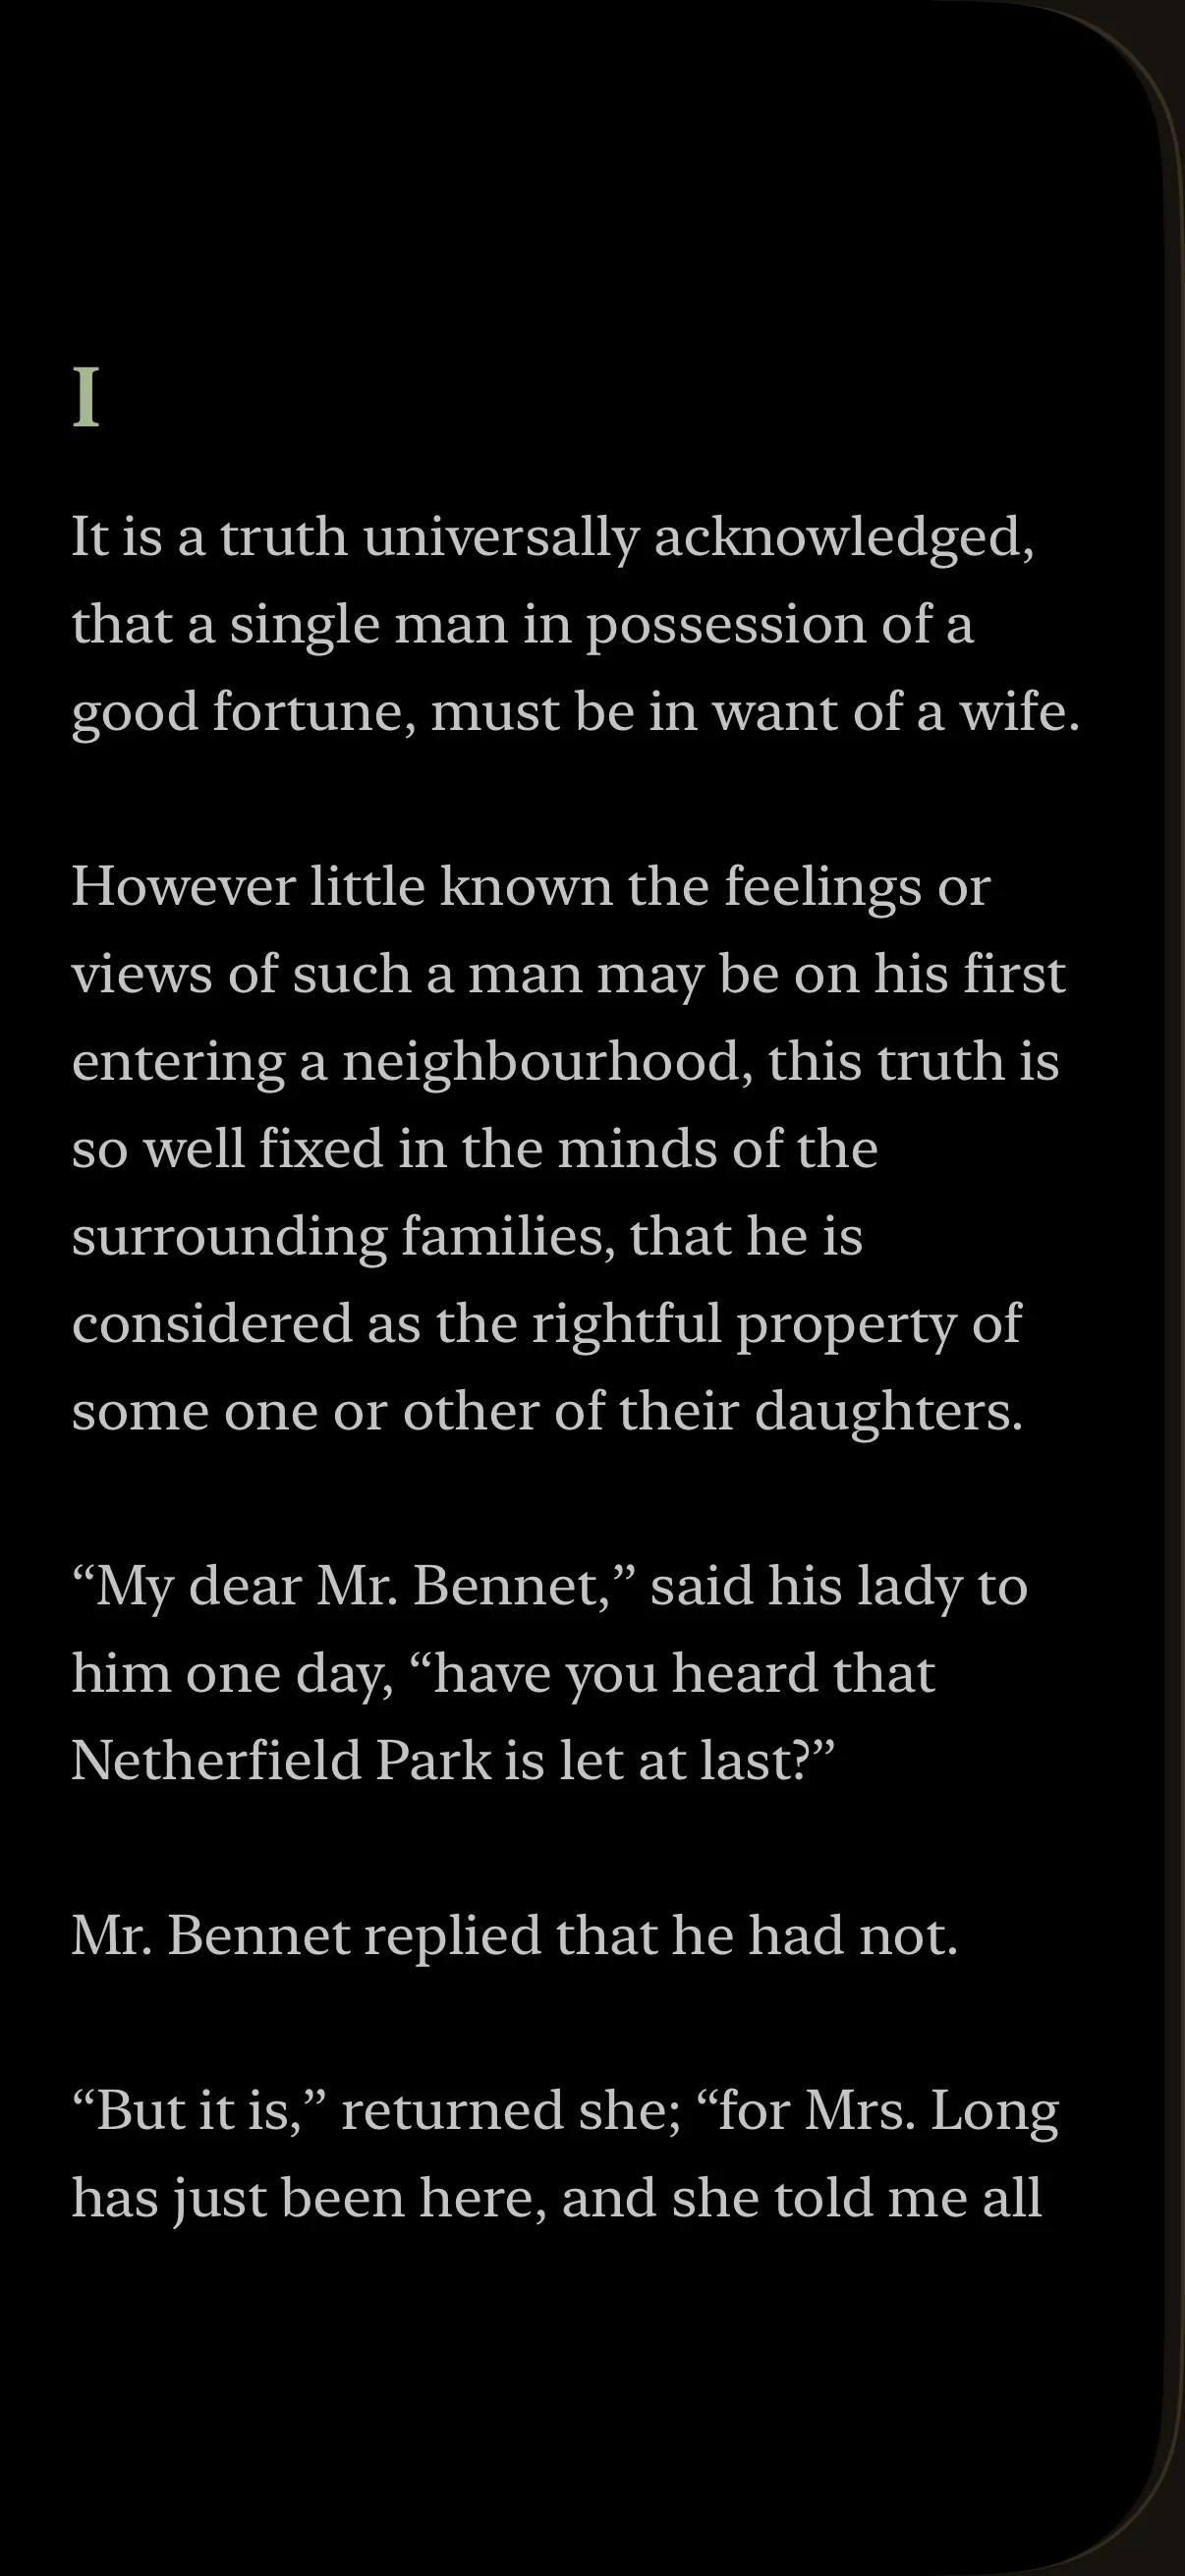 I
It is a truth universally acknowledged,
that a single man in possession of a
good fortune, must be in want of a wife.
However little known the feelings or
views of such a man may be on his first
entering a neighbourhood, this truth is
so well fixed in the minds of the
surrounding families, that he is
considered as the rightful property of
some one or other of their daughters.
“My dear Mr. Bennet,” said his lady to
him one day, “have you heard that
Netherfield Park is let at last?”
Mr. Bennet replied that he had not.
“But it is,” returned she; “for Mrs. Long
has just been here, and she told me all